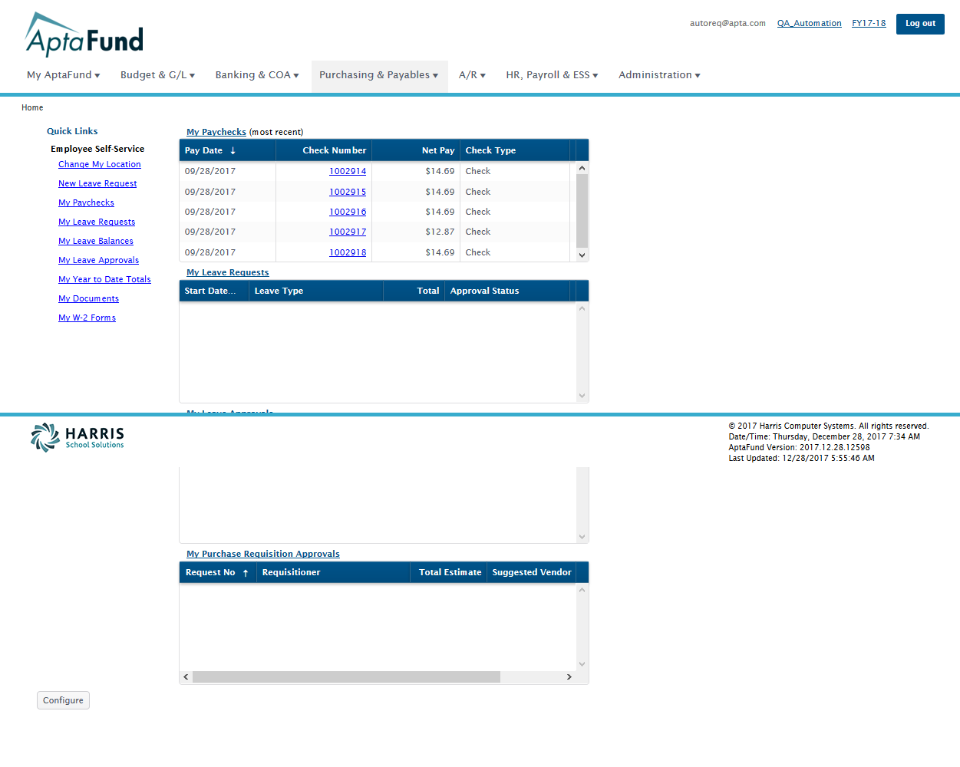 AptaFund
autoreq@apta.com QA_Automation FY17-18 Log out
My AptaFund Budget & G/L Banking & COA Purchasing & Payables A/R HR, Payroll & ESS Administration
Home
Quick Links
Employee Self-Service
Change My Location
New Leave Request
My Paychecks
My Leave Requests
My Leave Balances
My Leave Approvals
My Year to Date Totals
My Documents
My W-2 Forms
My Paychecks (most recent)
Pay Date ↓ Check Number Net Pay Check Type
09/28/2017 1002914 $14.69 Check
09/28/2017 1002915 $14.69 Check
09/28/2017 1002916 $14.69 Check
09/28/2017 1002917 $12.87 Check
09/28/2017 1002918 $14.69 Check
My Leave Requests
Start Date... Leave Type Total Approval Status
My Leave Approvals
HARRIS
School Solutions
© 2017 Harris Computer Systems. All rights reserved.
Date/Time: Thursday, December 28, 2017 7:34 AM
AptaFund Version: 2017.12.28.12598
Last Updated: 12/28/2017 5:55:46 AM
My Purchase Requisition Approvals
Request No ↑ Requisitioner Total Estimate Suggested Vendor
Configure